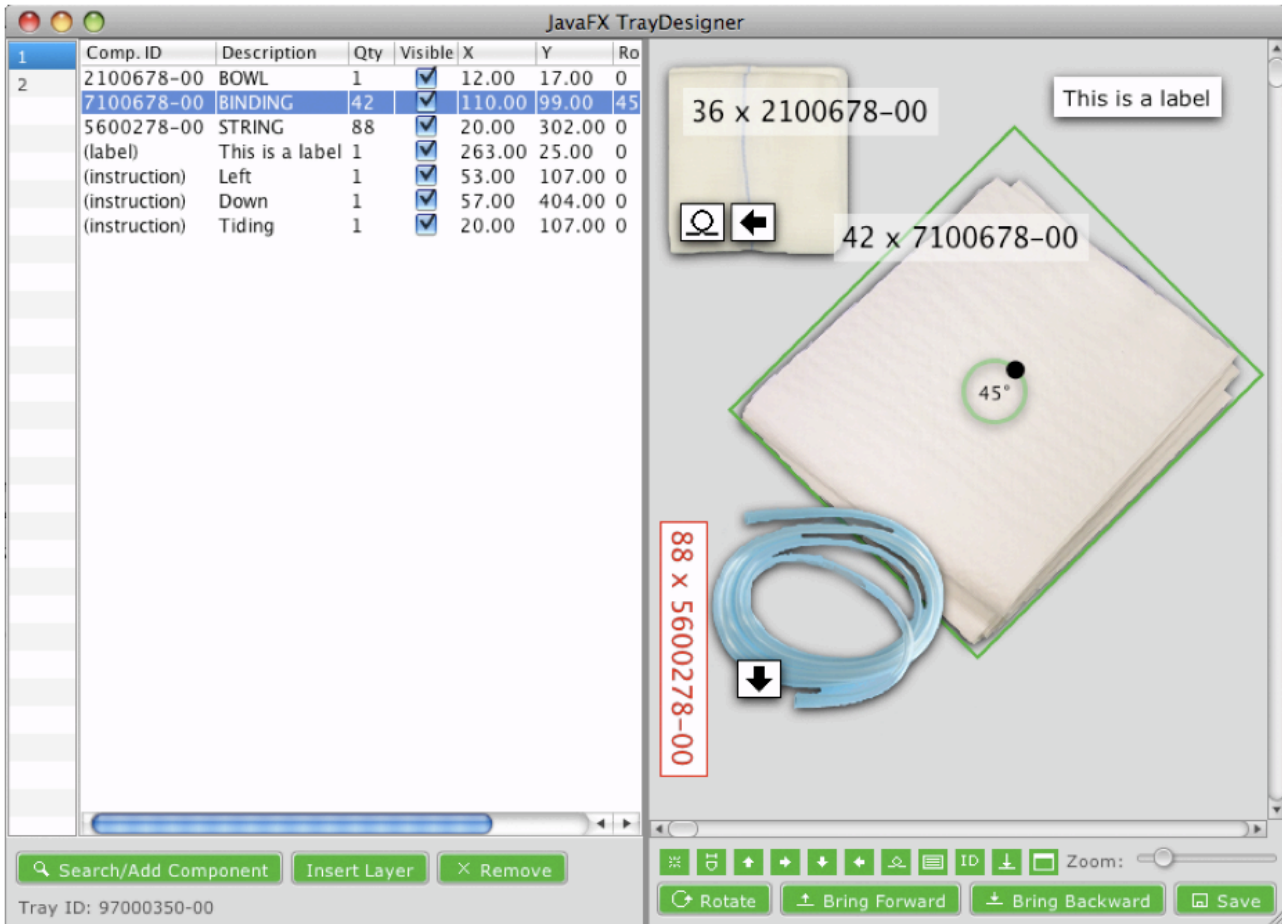 JavaFX TrayDesigner
1
2
Comp. ID Description Qty Visible X Y Ro
2100678-00 BOWL 1 12.00 17.00 0
7100678-00 BINDING 42 110.00 99.00 45
5600278-00 STRING 88 20.00 302.00 0
(label) This is a label 1 263.00 25.00 0
(instruction) Left 1 53.00 107.00 0
(instruction) Down 1 57.00 404.00 0
(instruction) Tiding 1 20.00 107.00 0
This is a label
36 x 2100678-00
42 x 7100678-00
45°
88 x 5600278-00
Search/Add Component Insert Layer Remove
Tray ID: 97000350-00
ID Zoom:
Rotate Bring Forward Bring Backward Save